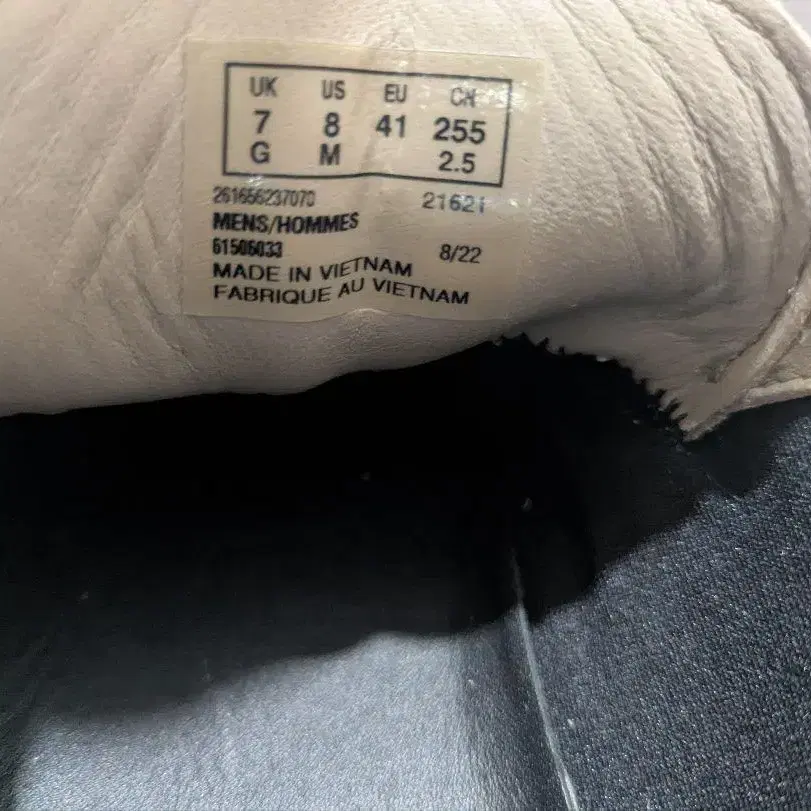 UK US EU CN
7 8 41 255
G M 2.5
261656237070 21621
MENS/HOMMES
61506033 8/22
MADE IN VIETNAM
FABRIQUE AU VIETNAM